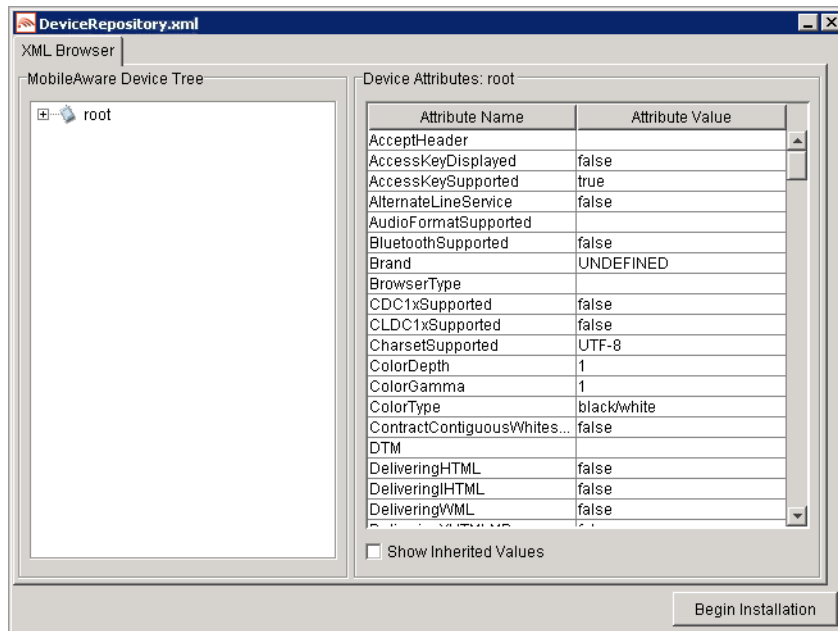 DeviceRepository.xml
XML Browser
MobileAware Device Tree
root
Device Attributes: root
Attribute Name Attribute Value
AcceptHeader
AccessKeyDisplayed false
AccessKeySupported true
AlternateLineService false
AudioFormatSupported
BluetoothSupported false
Brand UNDEFINED
BrowserType
CDC1xSupported false
CLDC1xSupported false
CharsetSupported UTF-8
ColorDepth 1
ColorGamma 1
ColorType black/white
ContractContiguousWhites... false
DTM
DeliveringHTML false
DeliveringIHTML false
DeliveringWML false
Show Inherited Values
Begin Installation